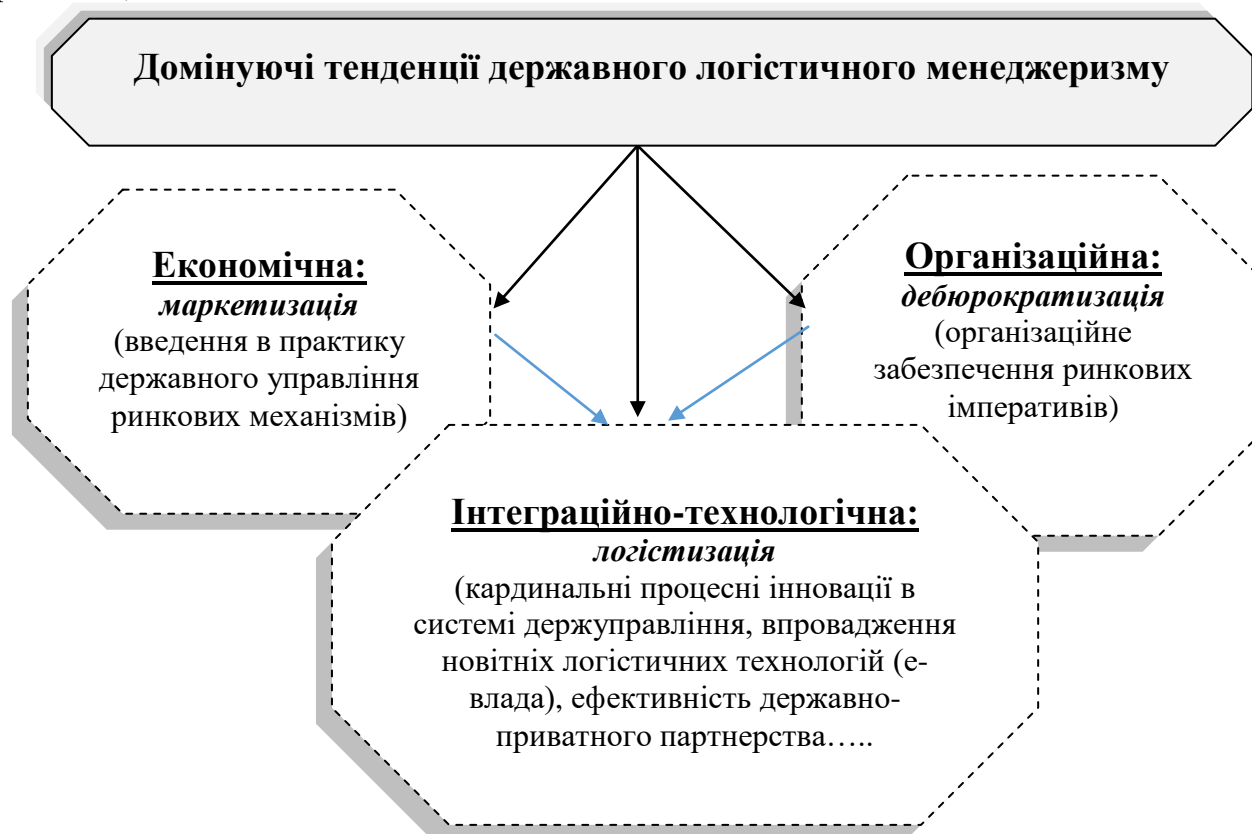 Домінуючі тенденції державного логістичного менеджеризму
Економічна:
маркетизація
(введення в практику
державного управління
ринкових механізмів)
Організаційна:
дебюрократизація
(організаційне
забезпечення ринкових
імперативів)
Інтеграційно-технологічна:
логістизація
(кардинальні процесні інновації в
системі держуправління, впровадження
новітніх логістичних технологій (е-
влада), ефективність державно-
приватного партнерства…..